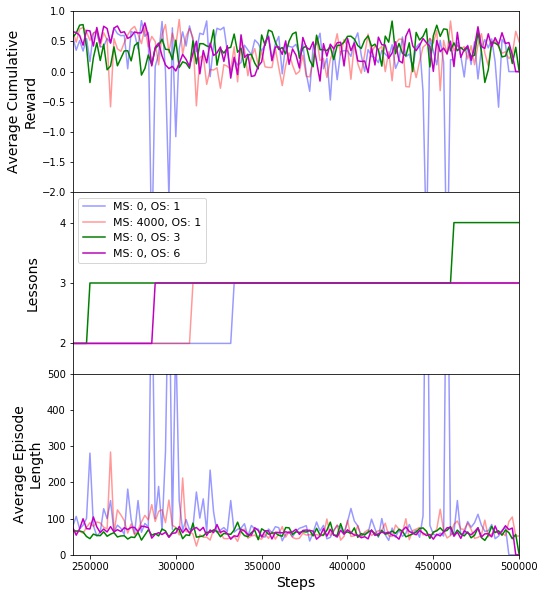 1.0
0.5
0.0
−0.5
−1.0
−1.5
−2.0
Average Cumulative
Reward
MS: 0, OS: 1
MS: 4000, OS: 1
MS: 0, OS: 3
MS: 0, OS: 6
4
3
2
Lessons
500
400
300
200
100
0
Average Episode
Length
250000 300000 350000 400000 450000 500000
Steps